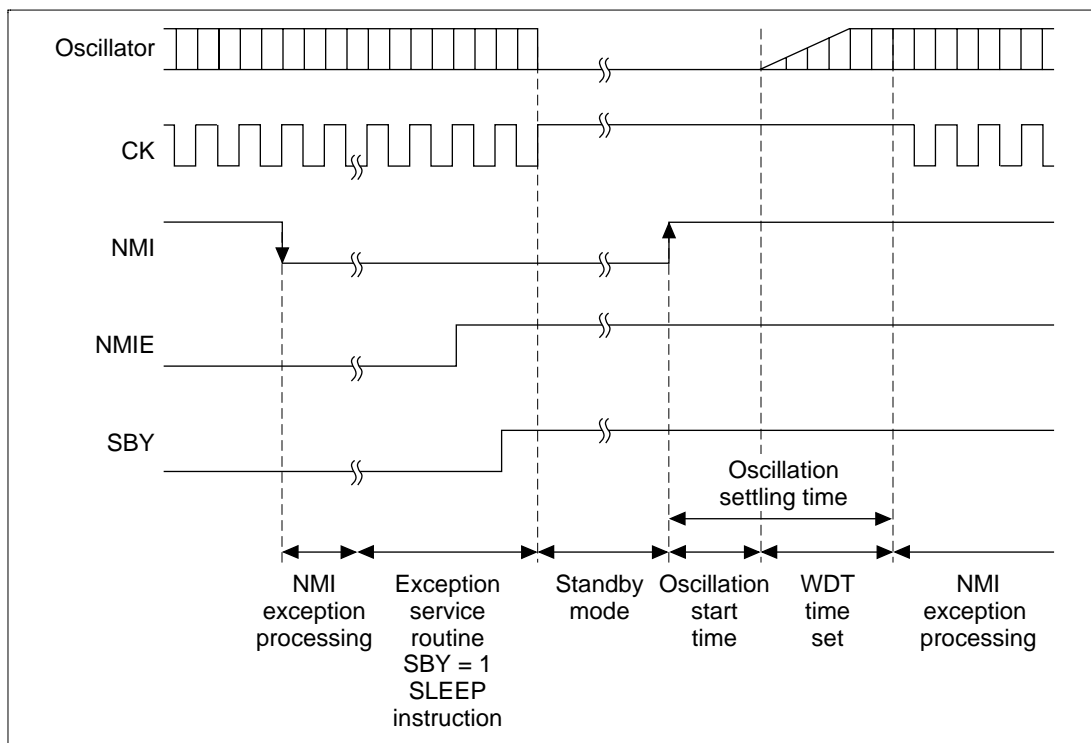 Oscillator
CK
NMI
NMIE
SBY
Oscillation
settling time
NMI
exception
processing
Exception
service
routine
SBY = 1
SLEEP
instruction
Standby
mode
Oscillation
start
time
WDT
time
set
NMI
exception
processing